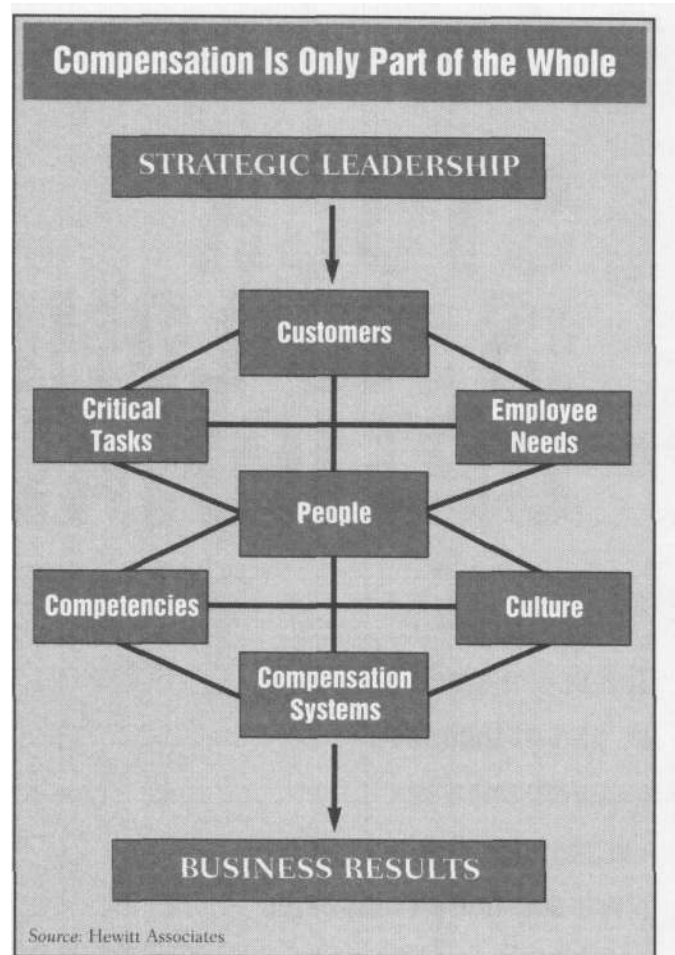 Compensation Is Only Part of the Whole
STRATEGIC LEADERSHIP
Customers
Critical
Tasks
Employee
Needs
People
Competencies
Culture
Compensation
Systems
BUSINESS RESULTS
Source: Hewitt Associates